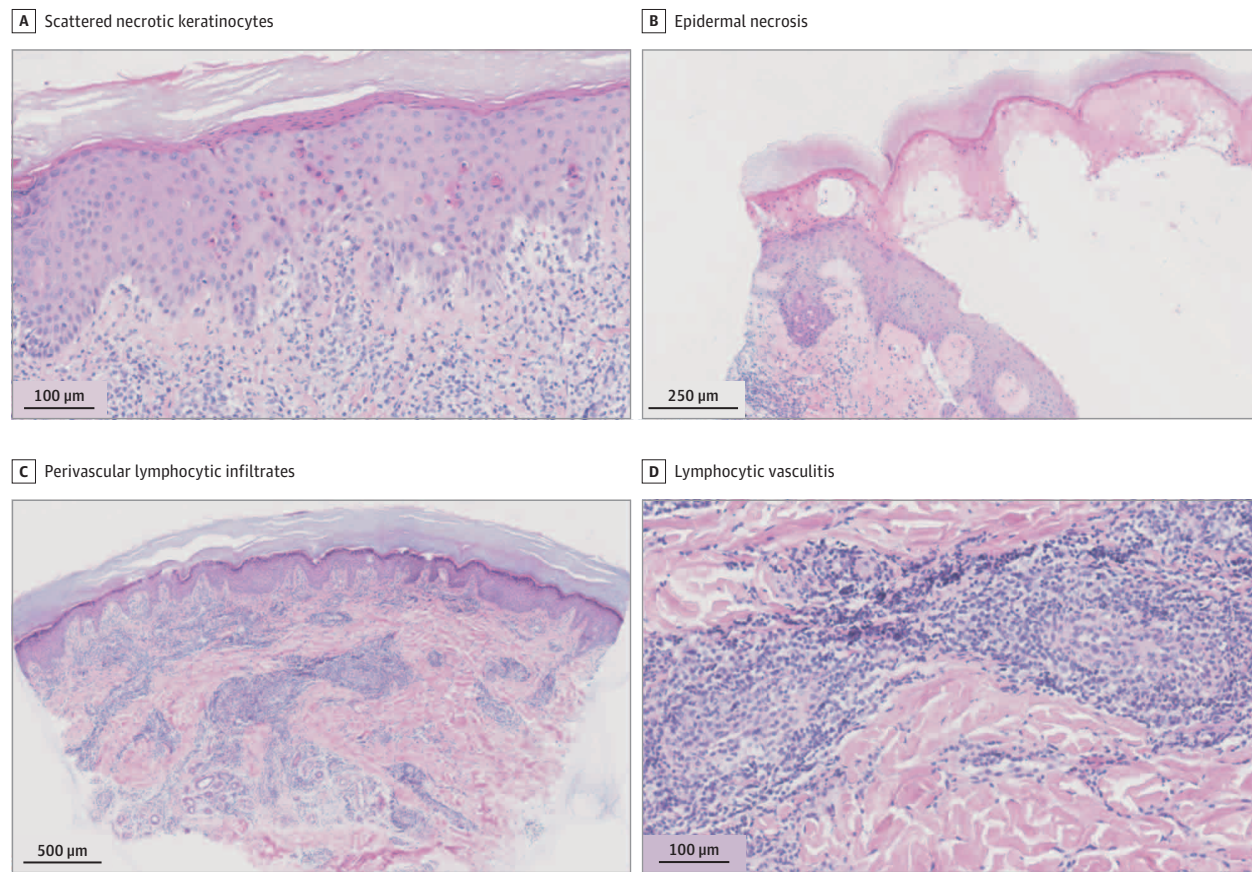 A Scattered necrotic keratinocytes
B Epidermal necrosis
100 µm
250 µm
C Perivascular lymphocytic infiltrates
D Lymphocytic vasculitis
500 µm
100 µm